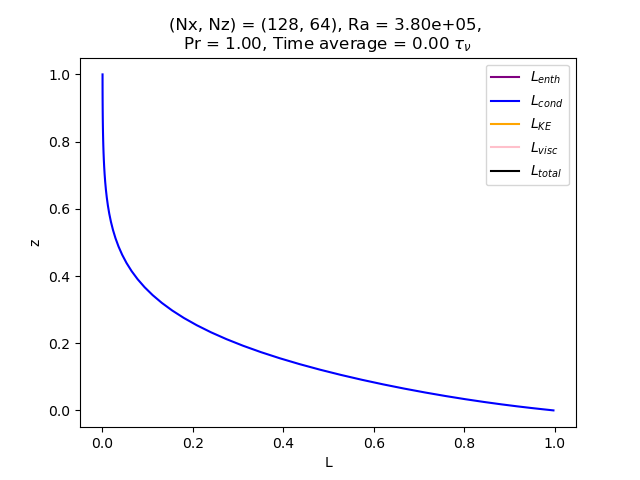 (Nx, Nz) = (128, 64), Ra = 3.80e+05,
Pr = 1.00, Time average = 0.00 τ_ν
L_enth
L_cond
L_KE
L_visc
L_total
1.0
0.8
0.6
0.4
0.2
0.0
z
0.0 0.2 0.4 0.6 0.8 1.0
L